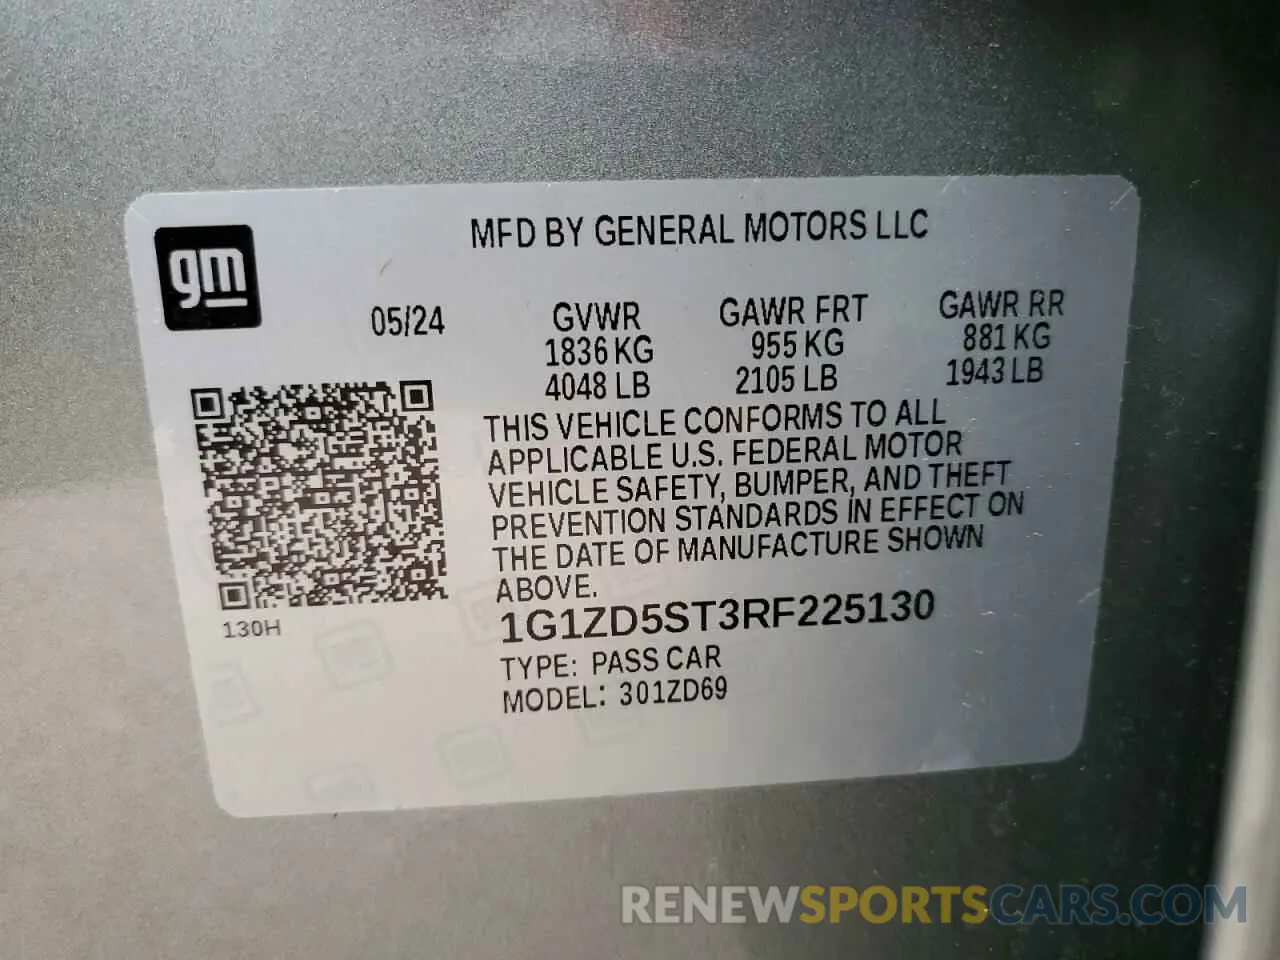 MFD BY GENERAL MOTORS LLC
gm
05/24 GVWR GAWR FRT GAWR RR
1836 KG 955 KG 881 KG
4048 LB 2105 LB 1943 LB
THIS VEHICLE CONFORMS TO ALL
APPLICABLE U.S. FEDERAL MOTOR
VEHICLE SAFETY, BUMPER, AND THEFT
PREVENTION STANDARDS IN EFFECT ON
THE DATE OF MANUFACTURE SHOWN
ABOVE.
130H
1G1ZD5ST3RF225130
TYPE: PASS CAR
MODEL: 301ZD69
RENEWSPORTSCARS.COM